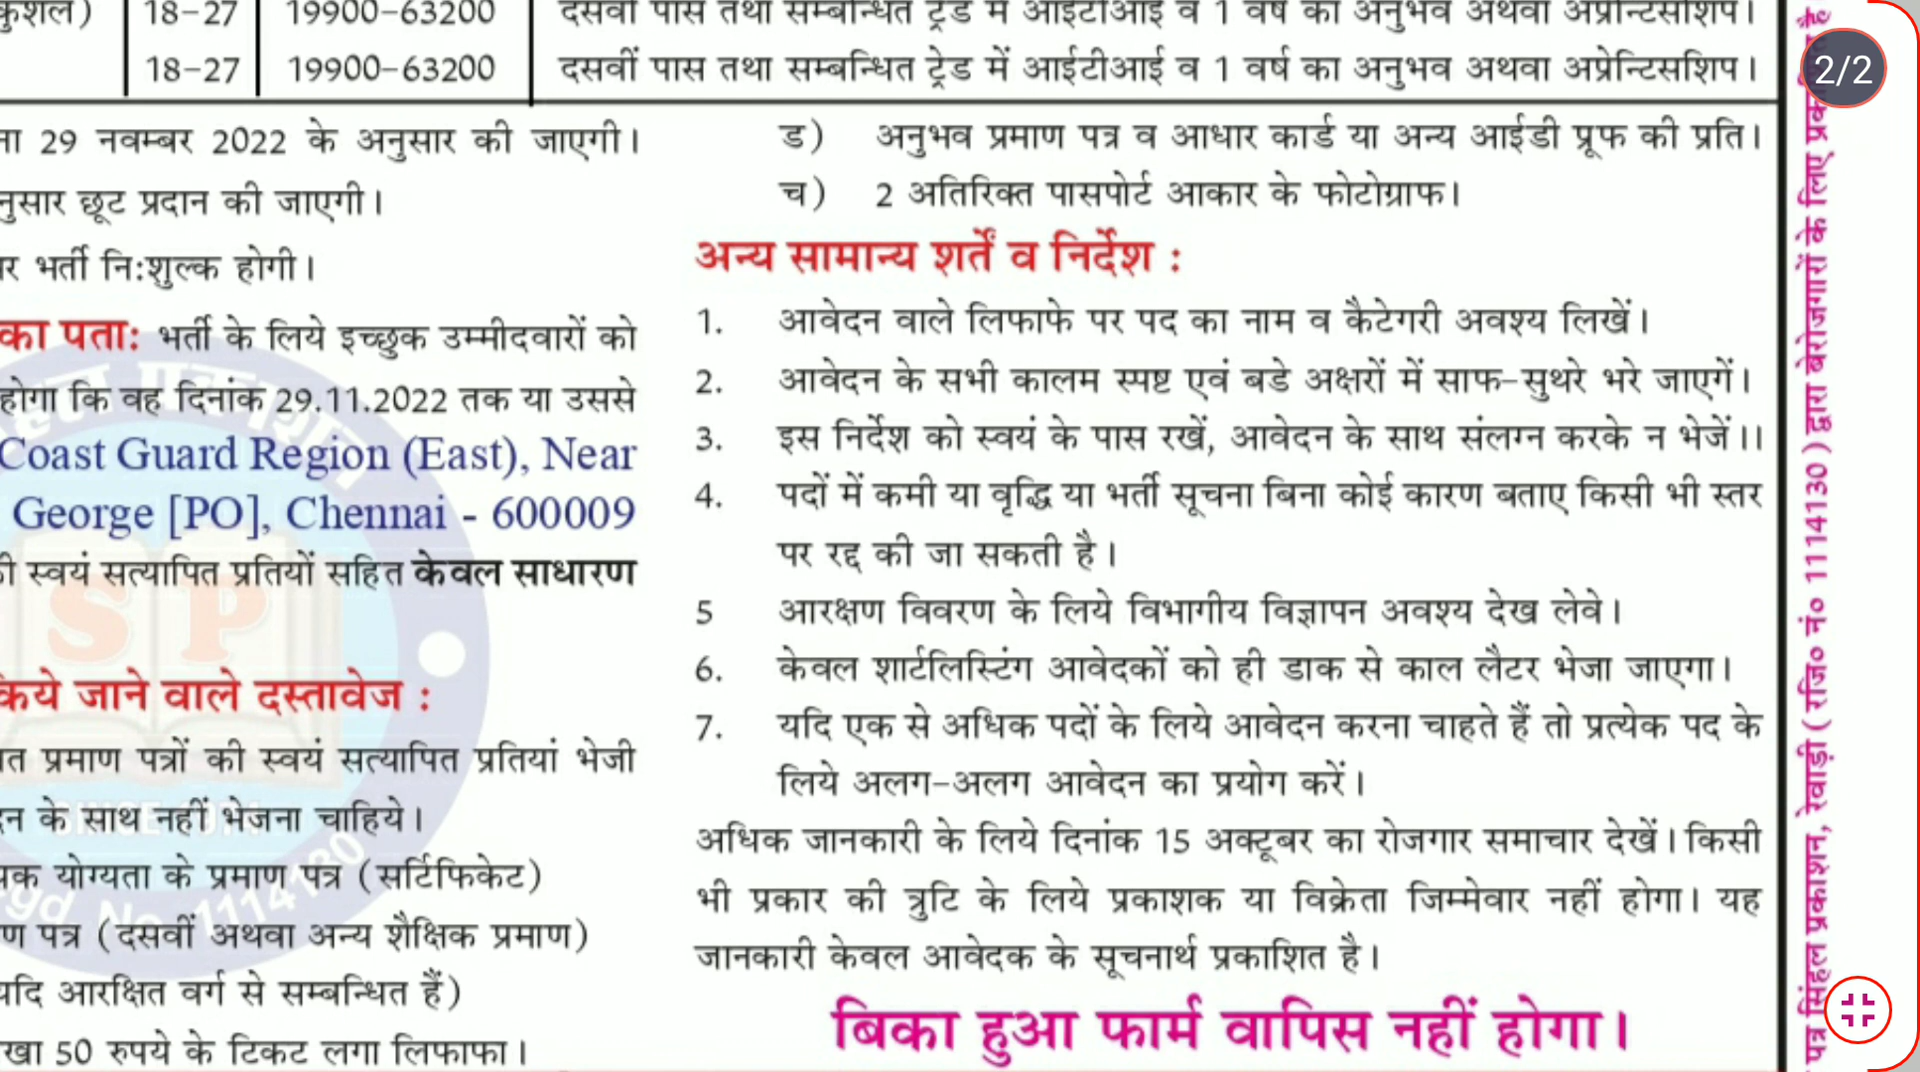 कुशल) 18-27 19900-63200 दसवीं पास तथा सम्बन्धित ट्रेड में आईटीआई व 1 वर्ष का अनुभव अथवा अप्रेन्टिसशिप।
18-27 19900-63200 दसवीं पास तथा सम्बन्धित ट्रेड में आईटीआई व 1 वर्ष का अनुभव अथवा अप्रेन्टिसशिप।
29 नवम्बर 2022 के अनुसार की जाएगी।
नुसार छूट प्रदान की जाएगी।
र भर्ती नि:शुल्क होगी।
का पता: भर्ती के लिये इच्छुक उम्मीदवारों को
होगा कि वह दिनांक 29.11.2022 तक या उससे
Coast Guard Region (East), Near
George [PO], Chennai - 600009
स्वयं सत्यापित प्रतियों सहित केवल साधारण
किये जाने वाले दस्तावेज :
त प्रमाण पत्रों की स्वयं सत्यापित प्रतियां भेजी
न के साथ नहीं भेजना चाहिये।
क योग्यता के प्रमाण पत्र (सर्टिफिकेट)
ण पत्र (दसवीं अथवा अन्य शैक्षिक प्रमाण)
यदि आरक्षित वर्ग से सम्बन्धित हैं)
खा 50 रुपये के टिकट लगा लिफाफा।
ड) अनुभव प्रमाण पत्र व आधार कार्ड या अन्य आईडी प्रूफ की प्रति।
च) 2 अतिरिक्त पासपोर्ट आकार के फोटोग्राफ।
अन्य सामान्य शर्तें व निर्देश :
1. आवेदन वाले लिफाफे पर पद का नाम व कैटेगरी अवश्य लिखें।
2. आवेदन के सभी कालम स्पष्ट एवं बडे अक्षरों में साफ-सुथरे भरे जाएगें।
3. इस निर्देश को स्वयं के पास रखें, आवेदन के साथ संलग्न करके न भेजें।।
4. पदों में कमी या वृद्धि या भर्ती सूचना बिना कोई कारण बताए किसी भी स्तर
पर रद्द की जा सकती है।
5 आरक्षण विवरण के लिये विभागीय विज्ञापन अवश्य देख लेवे।
6. केवल शार्टलिस्टिंग आवेदकों को ही डाक से काल लैटर भेजा जाएगा।
7. यदि एक से अधिक पदों के लिये आवेदन करना चाहते हैं तो प्रत्येक पद के
लिये अलग-अलग आवेदन का प्रयोग करें।
अधिक जानकारी के लिये दिनांक 15 अक्टूबर का रोजगार समाचार देखें। किसी
भी प्रकार की त्रुटि के लिये प्रकाशक या विक्रेता जिम्मेवार नहीं होगा। यह
जानकारी केवल आवेदक के सूचनार्थ प्रकाशित है।
बिका हुआ फार्म वापिस नहीं होगा।
पत्र सिंहल प्रकाशन, रेवाड़ी (रजि० नं० 1114130) द्वारा बेरोजगारों के लिए है
2/2
SP
SINCE
Rgd No. 1114130